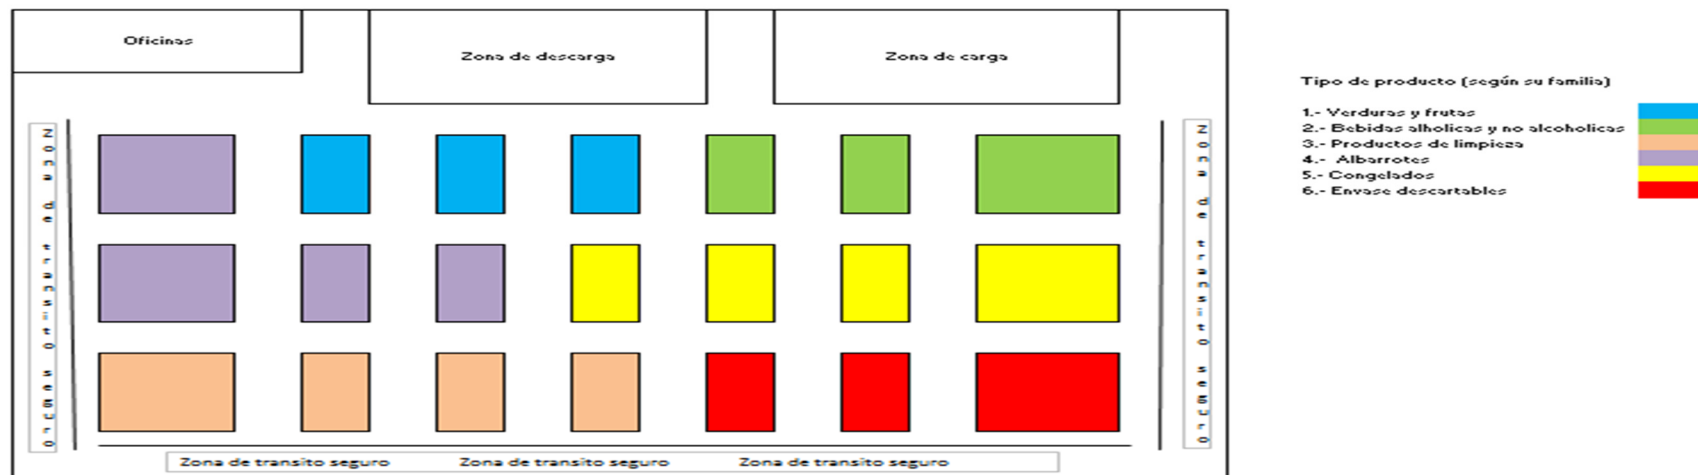 Oficinas
Zona de descarga
Zona de carga
Tipo de producto (según su familia)
1.- Verduras y frutas
2.- Bebidas alholicas y no alcoholicas
3.- Productos de limpieza
4.- Albarrotes
5.- Congelados
6.- Envase descartables
Zona de transito seguro
Zona de transito seguro
Zona de transito seguro Zona de transito seguro Zona de transito seguro